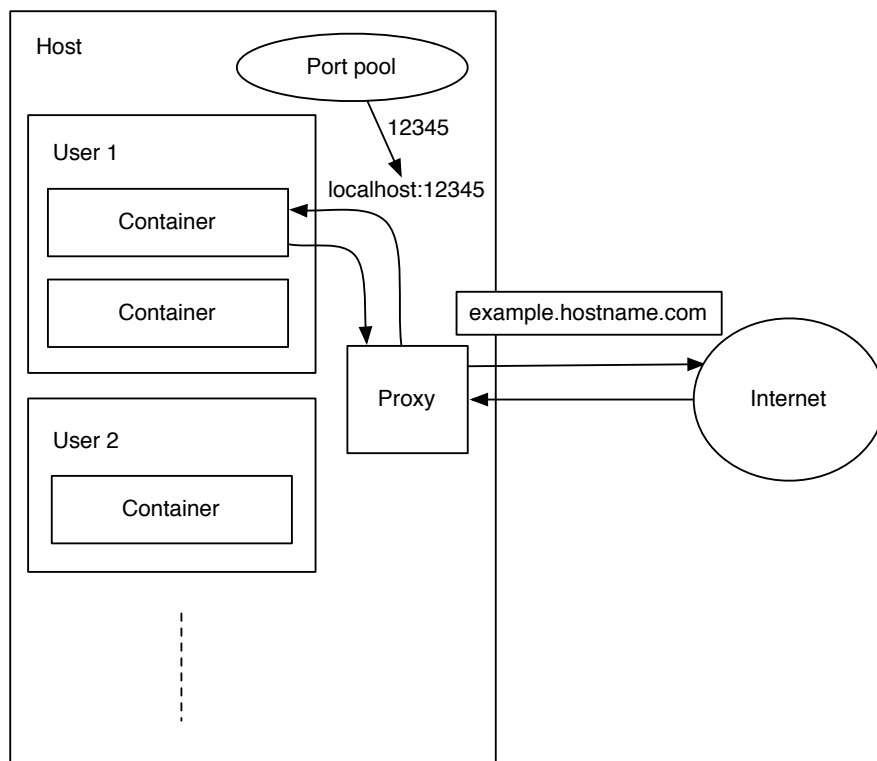 Host
Port pool
12345
localhost:12345
User 1
Container
Container
example.hostname.com
Proxy
Internet
User 2
Container